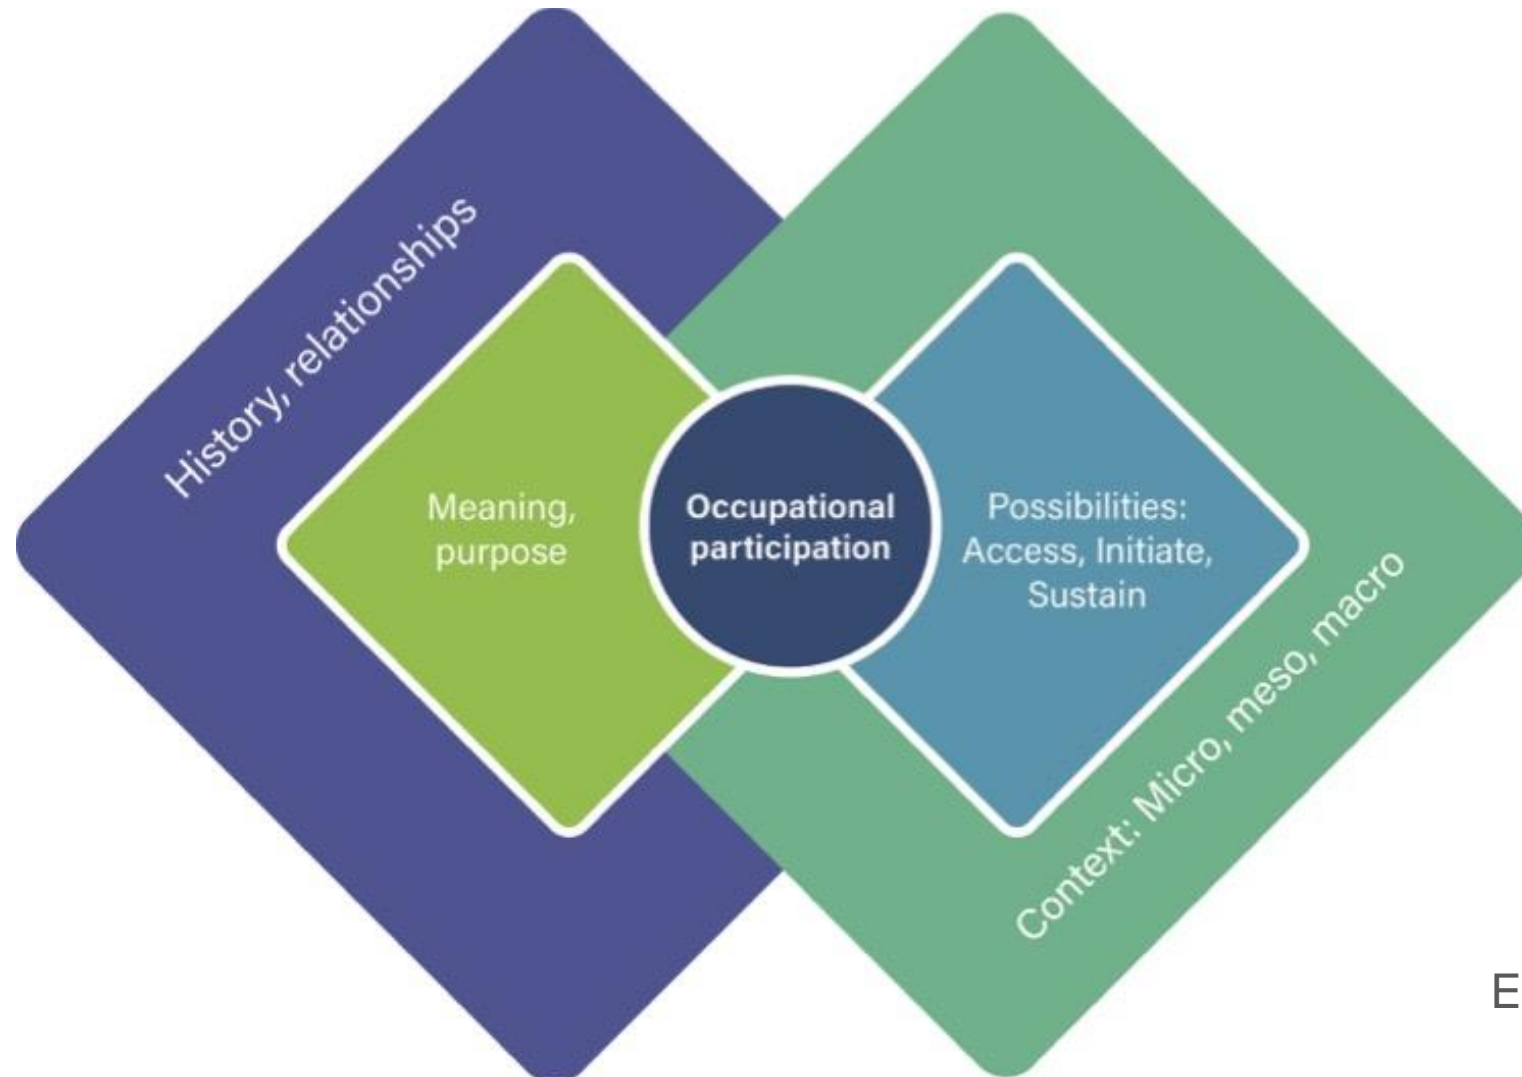 History, relationships
Meaning,
purpose
Occupational
participation
Possibilities:
Access, Initiate,
Sustain
Context: Micro, meso, macro
E